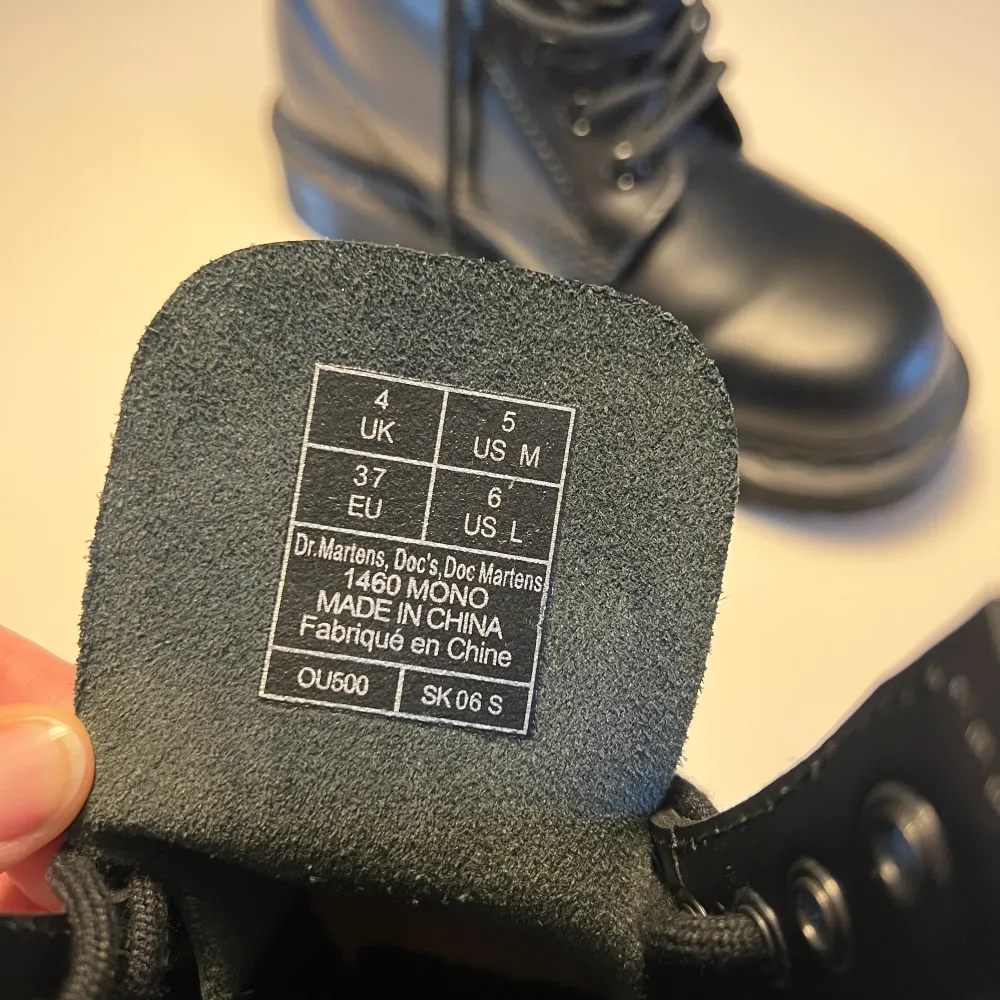 4
UK
5
US M
37
EU
6
US L
Dr.Martens, Doc's,Doc Martens
1460 MONO
MADE IN CHINA
Fabriqué en Chine
OU500
SK 06 S